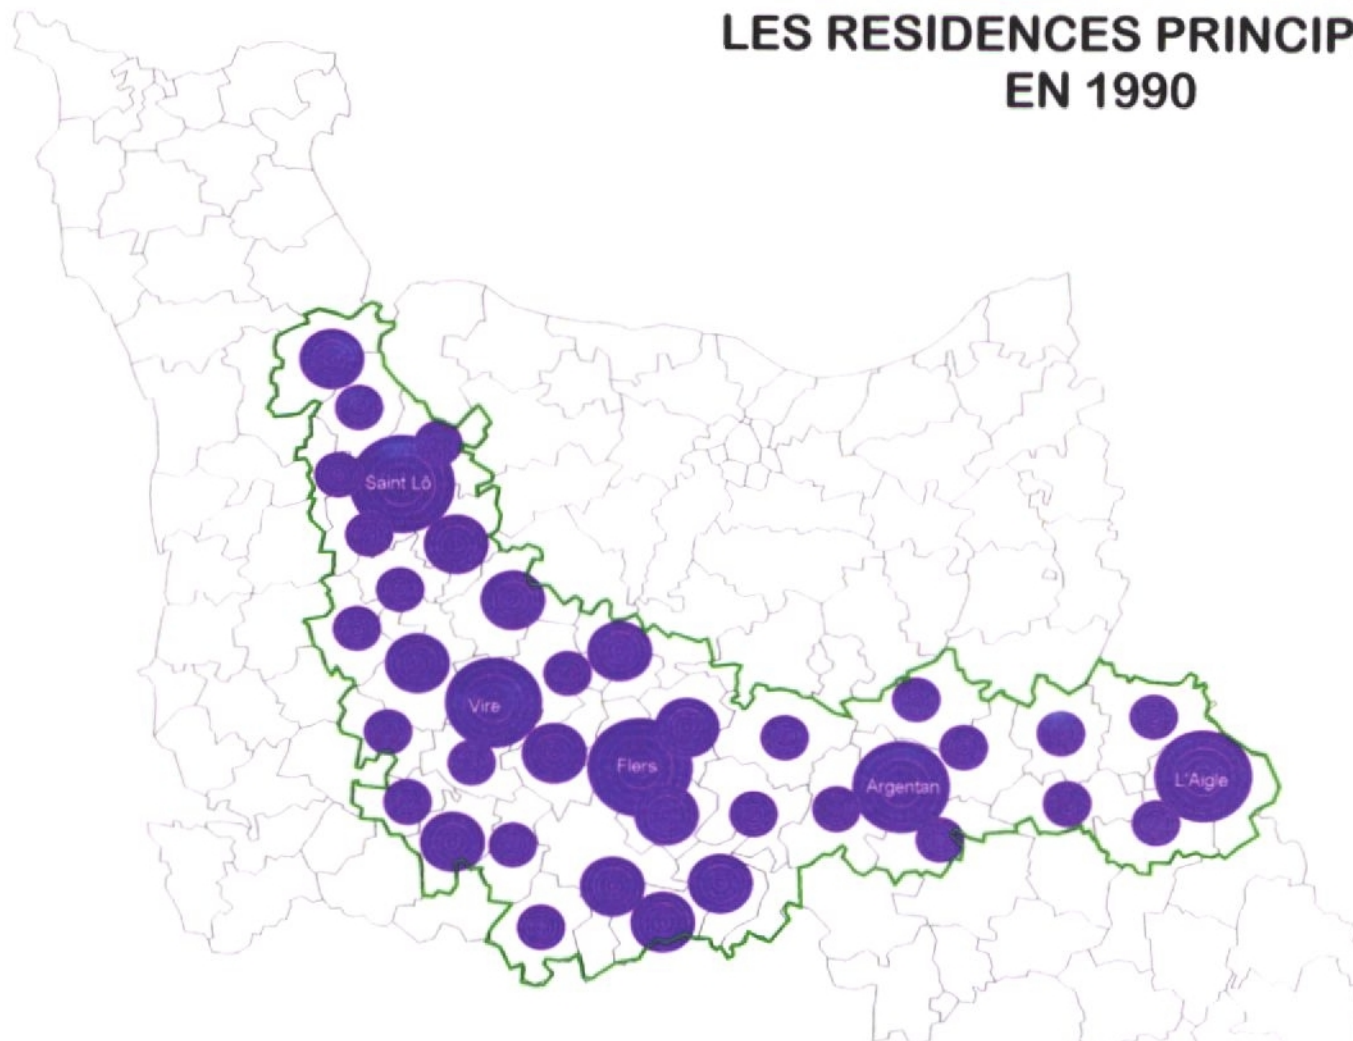 LES RESIDENCES PRINCIP
EN 1990
Saint Lô
Vire
Flers
Argentan
L'Aigle